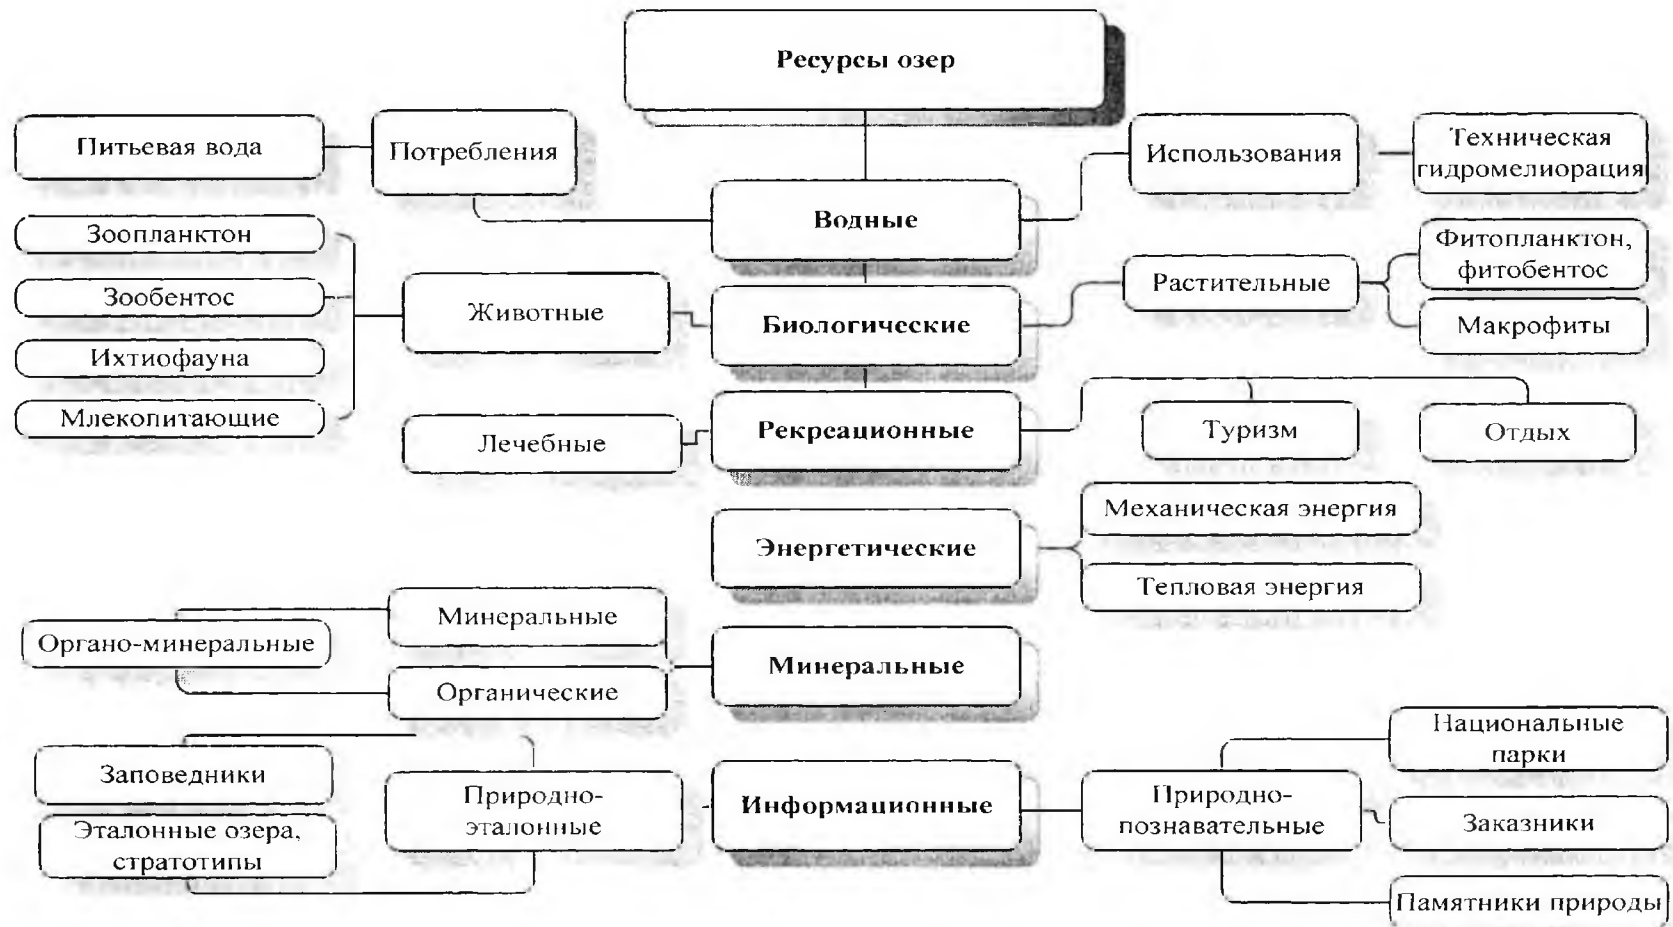 Ресурсы озер
Питьевая вода
Потребления
Использования
Техническая
гидромелиорация
Водные
Зоопланктон
Зообентос
Ихтиофауна
Млекопитающие
Животные
Биологические
Растительные
Фитопланктон,
фитобентос
Макрофиты
Лечебные
Рекреационные
Туризм
Отдых
Энергетические
Механическая энергия
Тепловая энергия
Органо-минеральные
Минеральные
Органические
Минеральные
Заповедники
Эталонные озера,
стратотипы
Природно-
эталонные
Информационные
Природно-
познавательные
Национальные
парки
Заказники
Памятники природы